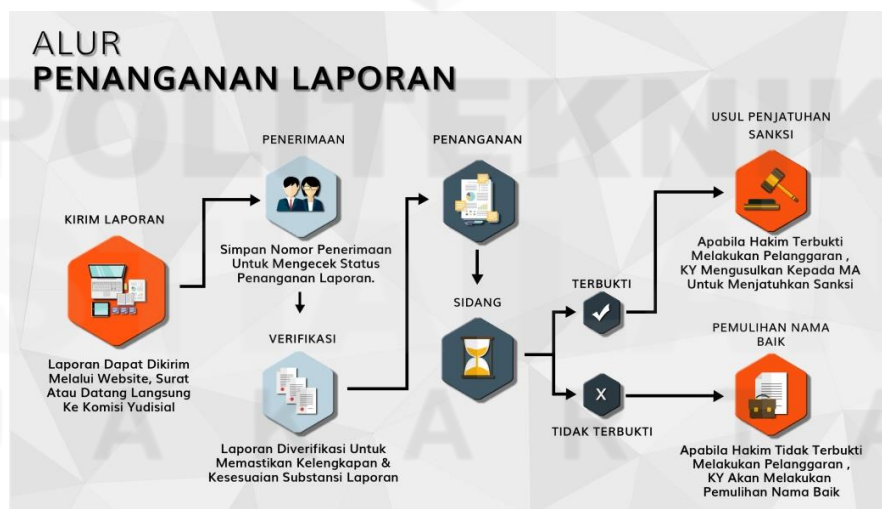 ALUR
PENANGANAN LAPORAN
KIRIM LAPORAN
Laporan Dapat Dikirim
Melalui Website, Surat
Atau Datang Langsung
Ke Komisi Yudisial
PENERIMAAN
Simpan Nomor Penerimaan
Untuk Mengecek Status
Penanganan Laporan.
VERIFIKASI
Laporan Diverifikasi Untuk
Memastikan Kelengkapan &
Kesesuaian Substansi Laporan
PENANGANAN
SIDANG
TERBUKTI
X
TIDAK TERBUKTI
USUL PENJATUHAN
SANKSI
Apabila Hakim Terbukti
Melakukan Pelanggaran ,
KY Mengusulkan Kepada MA
Untuk Menjatuhkan Sanksi
PEMULIHAN NAMA
BAIK
Apabila Hakim Tidak Terbukti
Melakukan Pelanggaran ,
KY Akan Melakukan
Pemulihan Nama Baik
POLITEKNIK